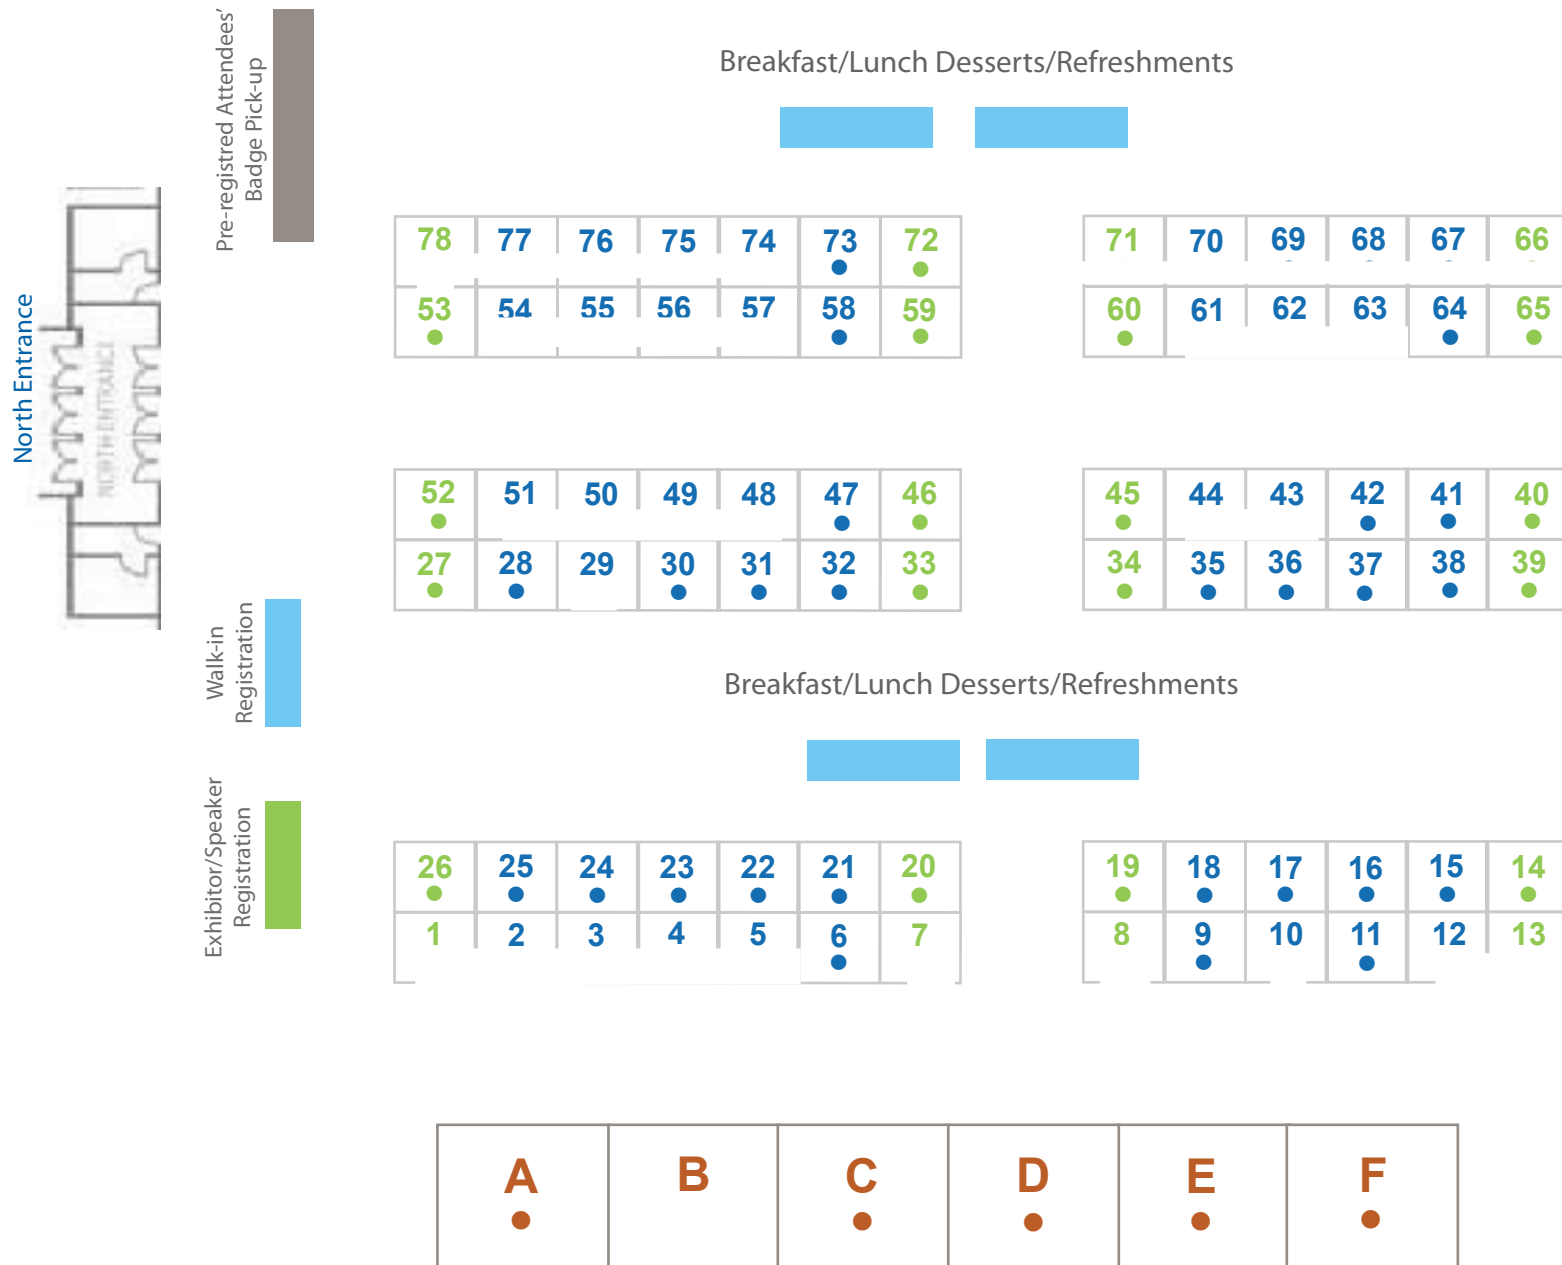 Pre-registred Attendees'
Badge Pick-up
Breakfast/Lunch Desserts/Refreshments
North Entrance
NORTH ENTRANCE
78 77 76 75 74 73 72 71 70 69 68 67 66
53 54 55 56 57 58 59 60 61 62 63 64 65
52 51 50 49 48 47 46 45 44 43 42 41 40
27 28 29 30 31 32 33 34 35 36 37 38 39
Walk-in
Registration
Breakfast/Lunch Desserts/Refreshments
Exhibitor/Speaker
Registration
26 25 24 23 22 21 20 19 18 17 16 15 14
1 2 3 4 5 6 7 8 9 10 11 12 13
A B C D E F